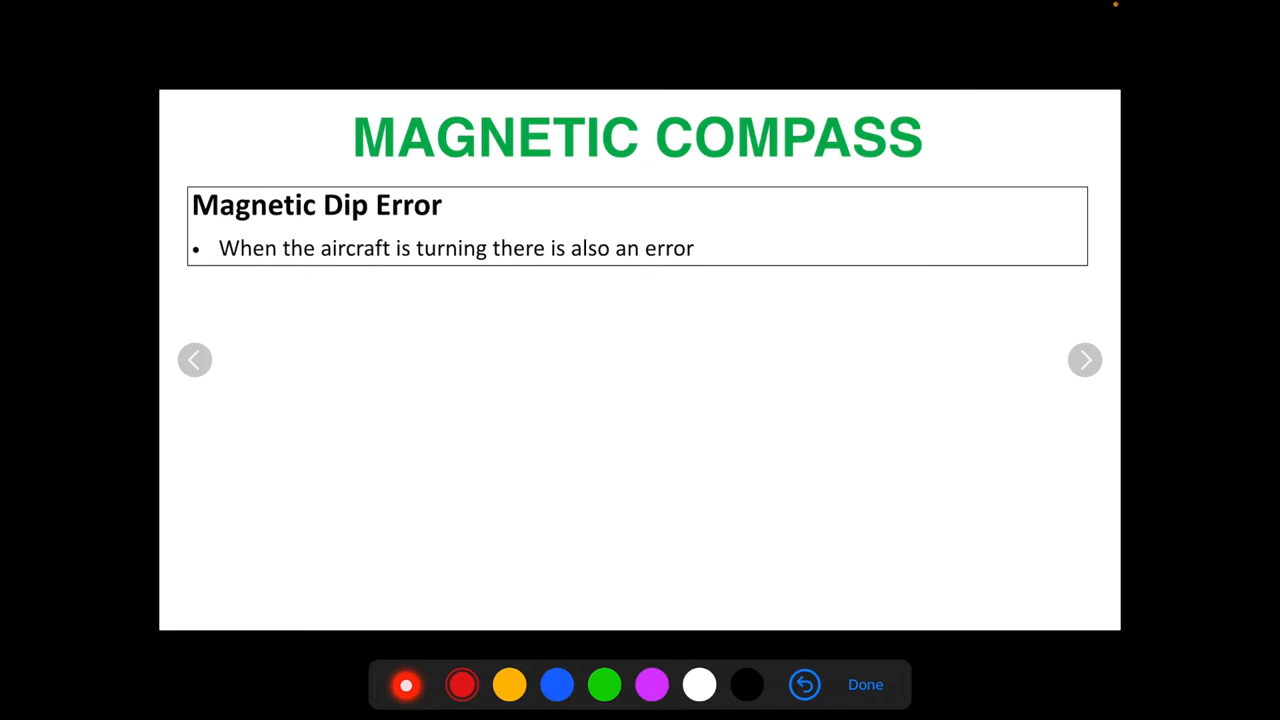 MAGNETIC COMPASS
Magnetic Dip Error
• When the aircraft is turning there is also an error
Done